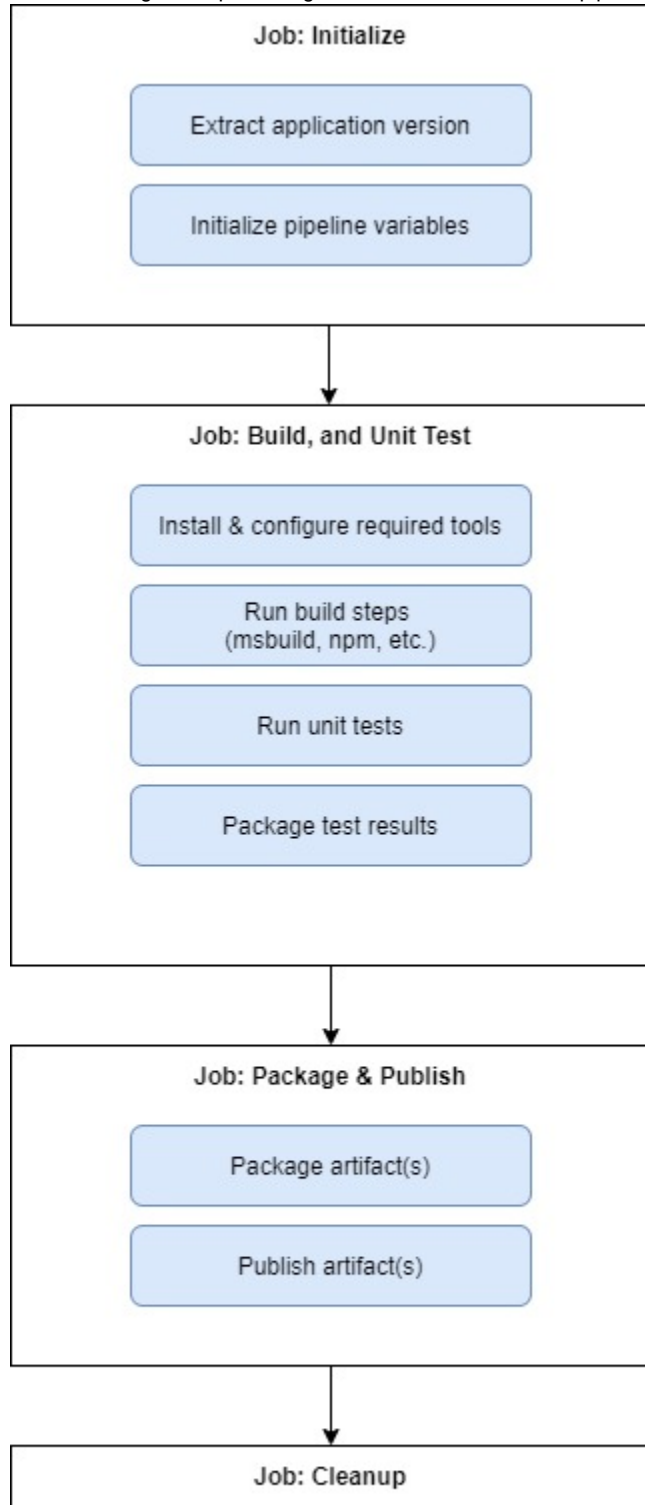 Job: Initialize
Extract application version
Initialize pipeline variables
Job: Build, and Unit Test
Install & configure required tools
Run build steps
(msbuild, npm, etc.)
Run unit tests
Package test results
Job: Package & Publish
Package artifact(s)
Publish artifact(s)
Job: Cleanup